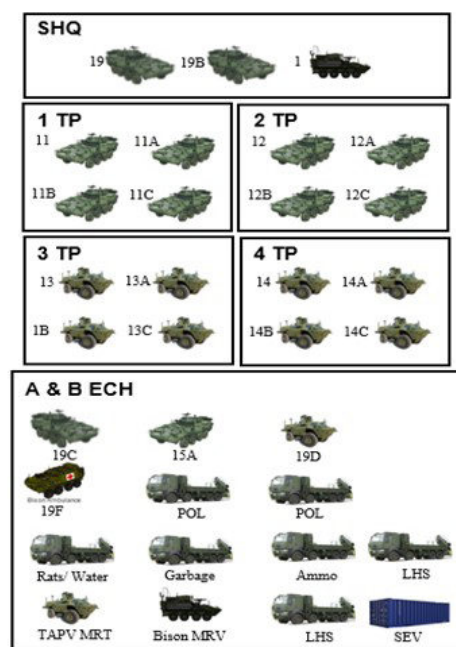 SHQ
19 19B 1
1 TP
11 11A
11B 11C
2 TP
12 12A
12B 12C
3 TP
13 13A
1B 13C
4 TP
14 14A
14B 14C
A & B ECH
19C 15A 19D
Bison Ambulance
19F POL POL
Rats/ Water Garbage Ammo LHS
TAPV MRT Bison MRV LHS SEV